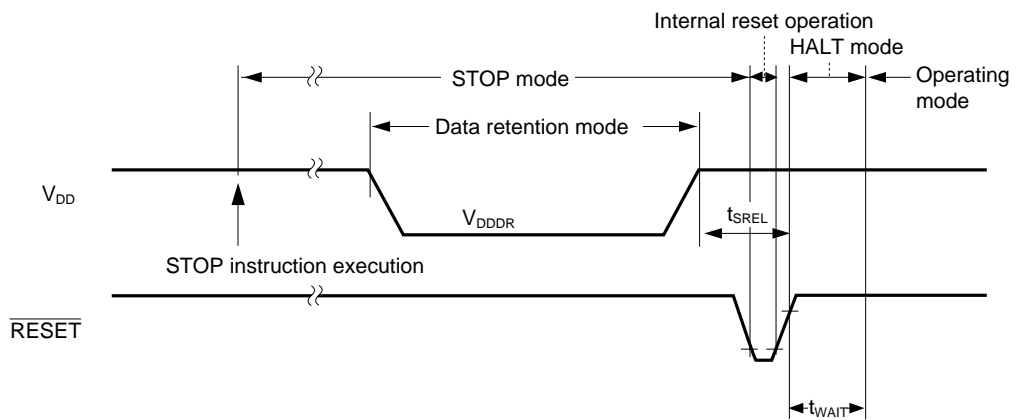 Internal reset operation
HALT mode
STOP mode
Operating
mode
Data retention mode
VDD
VDDDR
tSREL
STOP instruction execution
RESET
tWAIT